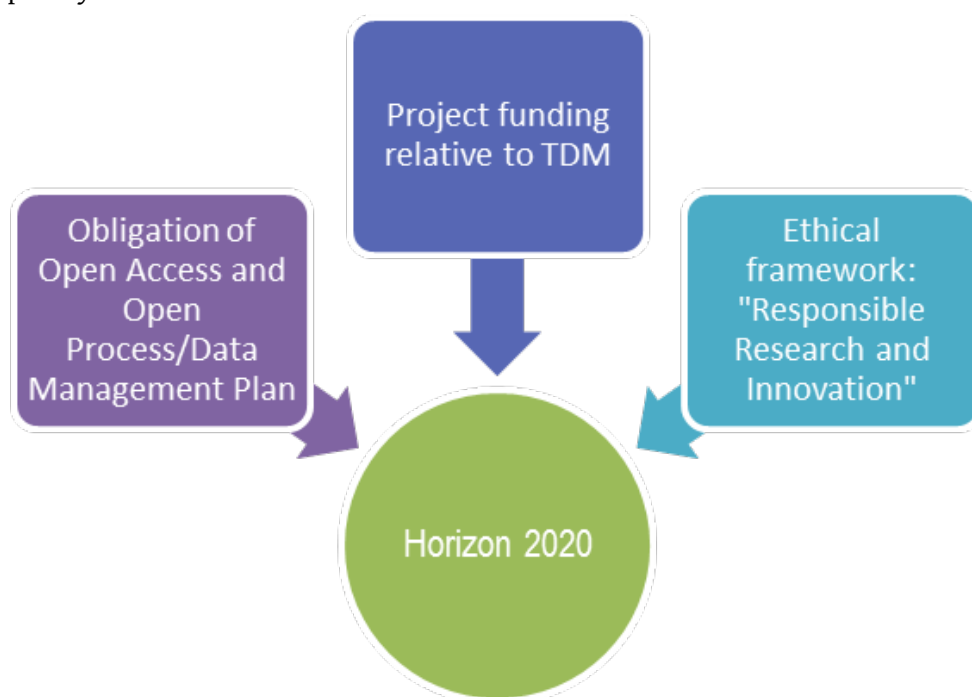 Project funding
relative to TDM
Obligation of
Open Access and
Open
Process/Data
Management Plan
Ethical
framework:
"Responsible
Research and
Innovation"
Horizon 2020